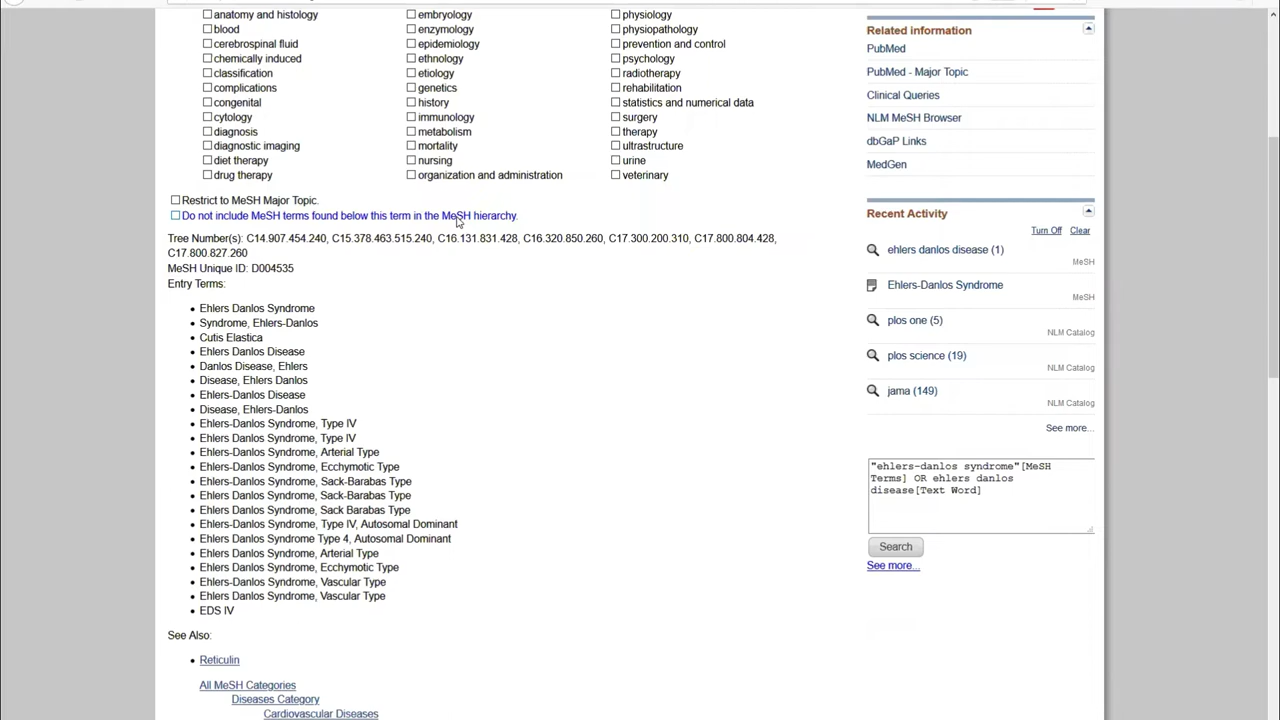 anatomy and histology
embryology
physiology
blood
enzymology
physiopathology
cerebrospinal fluid
epidemiology
prevention and control
chemically induced
ethnology
psychology
classification
etiology
radiotherapy
complications
genetics
rehabilitation
congenital
history
statistics and numerical data
cytology
immunology
surgery
diagnosis
metabolism
therapy
diagnostic imaging
mortality
ultrastructure
diet therapy
nursing
urine
drug therapy
organization and administration
veterinary
Restrict to MeSH Major Topic.
Do not include MeSH terms found below this term in the MeSH hierarchy.
Tree Number(s): C14.907.454.240, C15.378.463.515.240, C16.131.831.428, C16.320.850.260, C17.300.200.310, C17.800.804.428,
C17.800.827.260
MeSH Unique ID: D004535
Entry Terms:
Ehlers Danlos Syndrome
Syndrome, Ehlers-Danlos
Cutis Elastica
Ehlers Danlos Disease
Danlos Disease, Ehlers
Disease, Ehlers Danlos
Ehlers-Danlos Disease
Disease, Ehlers-Danlos
Ehlers-Danlos Syndrome, Type IV
Ehlers Danlos Syndrome, Type IV
Ehlers-Danlos Syndrome, Arterial Type
Ehlers-Danlos Syndrome, Ecchymotic Type
Ehlers-Danlos Syndrome, Sack-Barabas Type
Ehlers-Danlos Syndrome, Sack-Barabas Type
Ehlers Danlos Syndrome, Sack Barabas Type
Ehlers-Danlos Syndrome, Type IV, Autosomal Dominant
Ehlers Danlos Syndrome Type 4, Autosomal Dominant
Ehlers Danlos Syndrome, Arterial Type
Ehlers Danlos Syndrome, Ecchymotic Type
Ehlers-Danlos Syndrome, Vascular Type
Ehlers Danlos Syndrome, Vascular Type
EDS IV
See Also:
Reticulin
All MeSH Categories
Diseases Category
Cardiovascular Diseases
Related information
PubMed
PubMed - Major Topic
Clinical Queries
NLM MeSH Browser
dbGaP Links
MedGen
Recent Activity
Turn Off Clear
ehlers danlos disease (1)
MeSH
Ehlers-Danlos Syndrome
MeSH
plos one (5)
NLM Catalog
plos science (19)
NLM Catalog
jama (149)
NLM Catalog
See more...
"ehlers-danlos syndrome"[MeSH
Terms] OR ehlers danlos
disease[Text Word]
Search
See more...